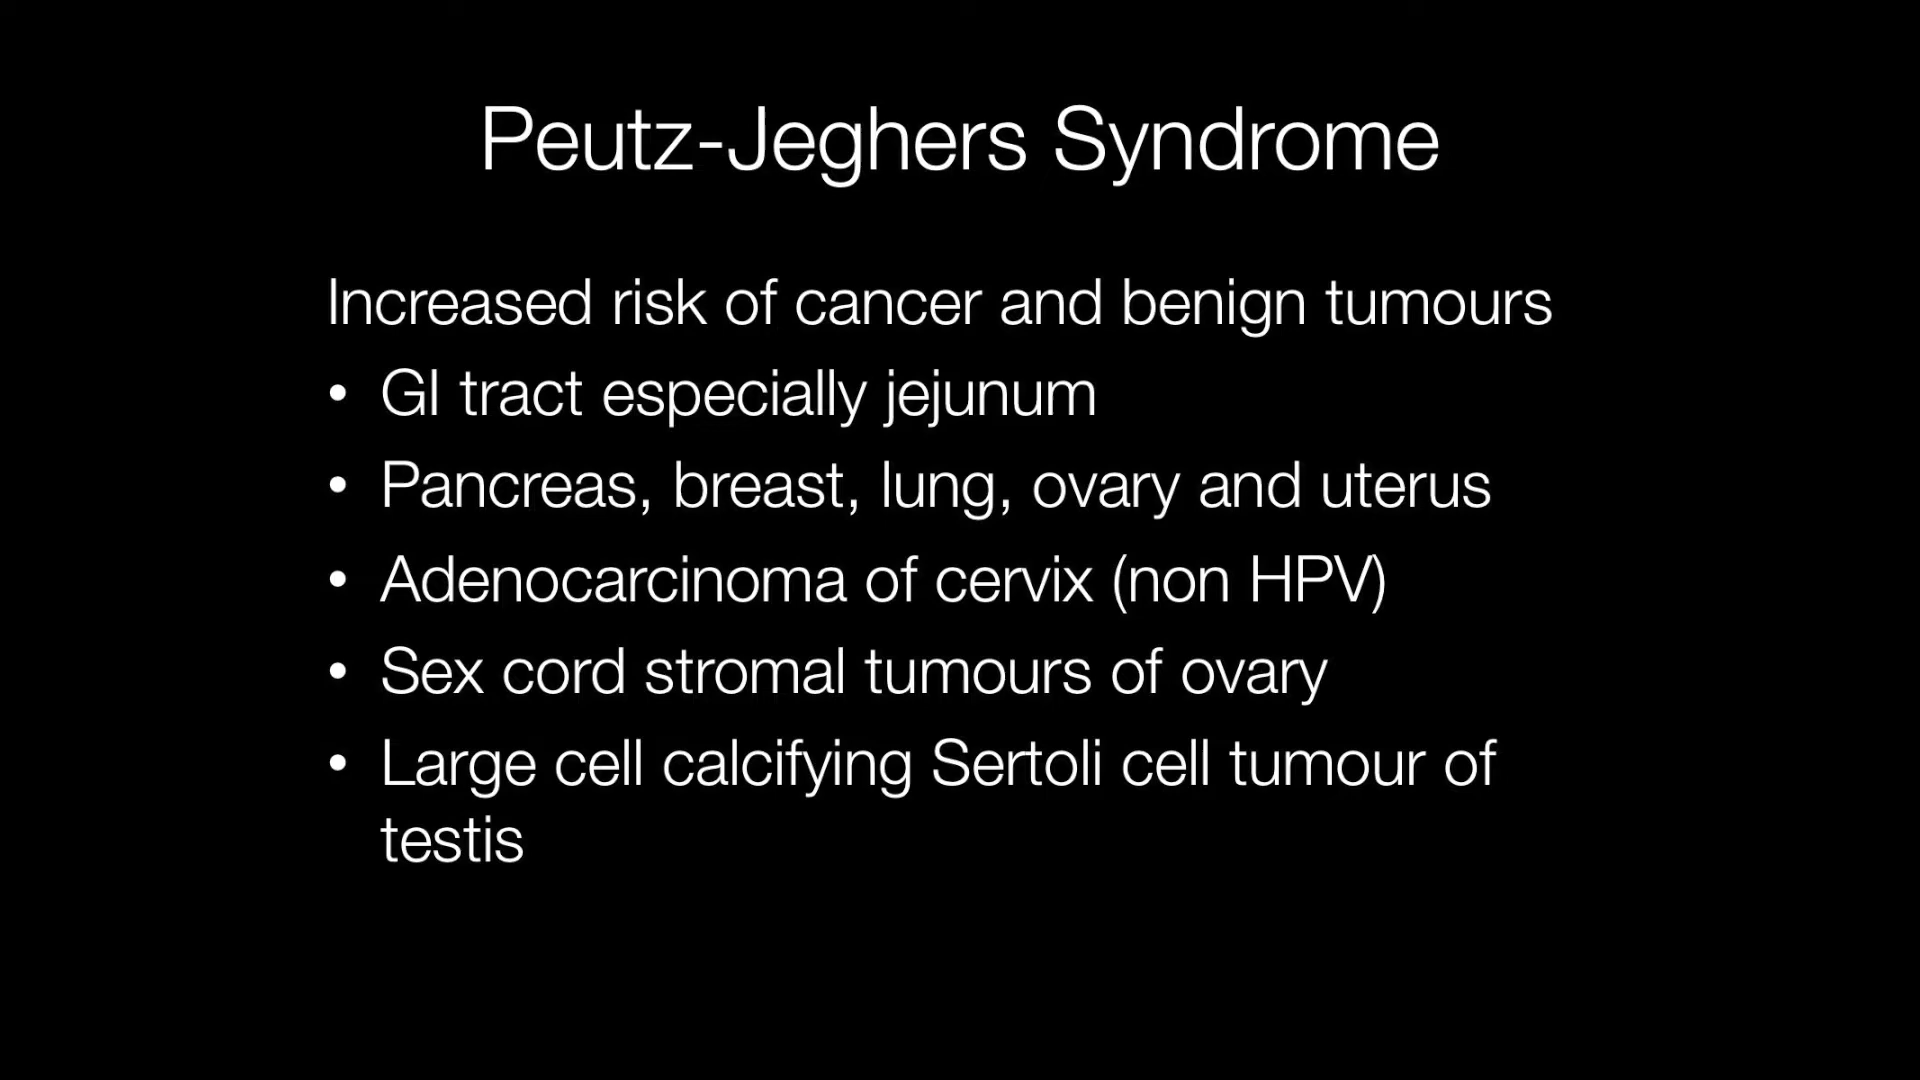 Peutz-Jeghers Syndrome
Increased risk of cancer and benign tumours
• GI tract especially jejunum
• Pancreas, breast, lung, ovary and uterus
• Adenocarcinoma of cervix (non HPV)
• Sex cord stromal tumours of ovary
• Large cell calcifying Sertoli cell tumour of
testis